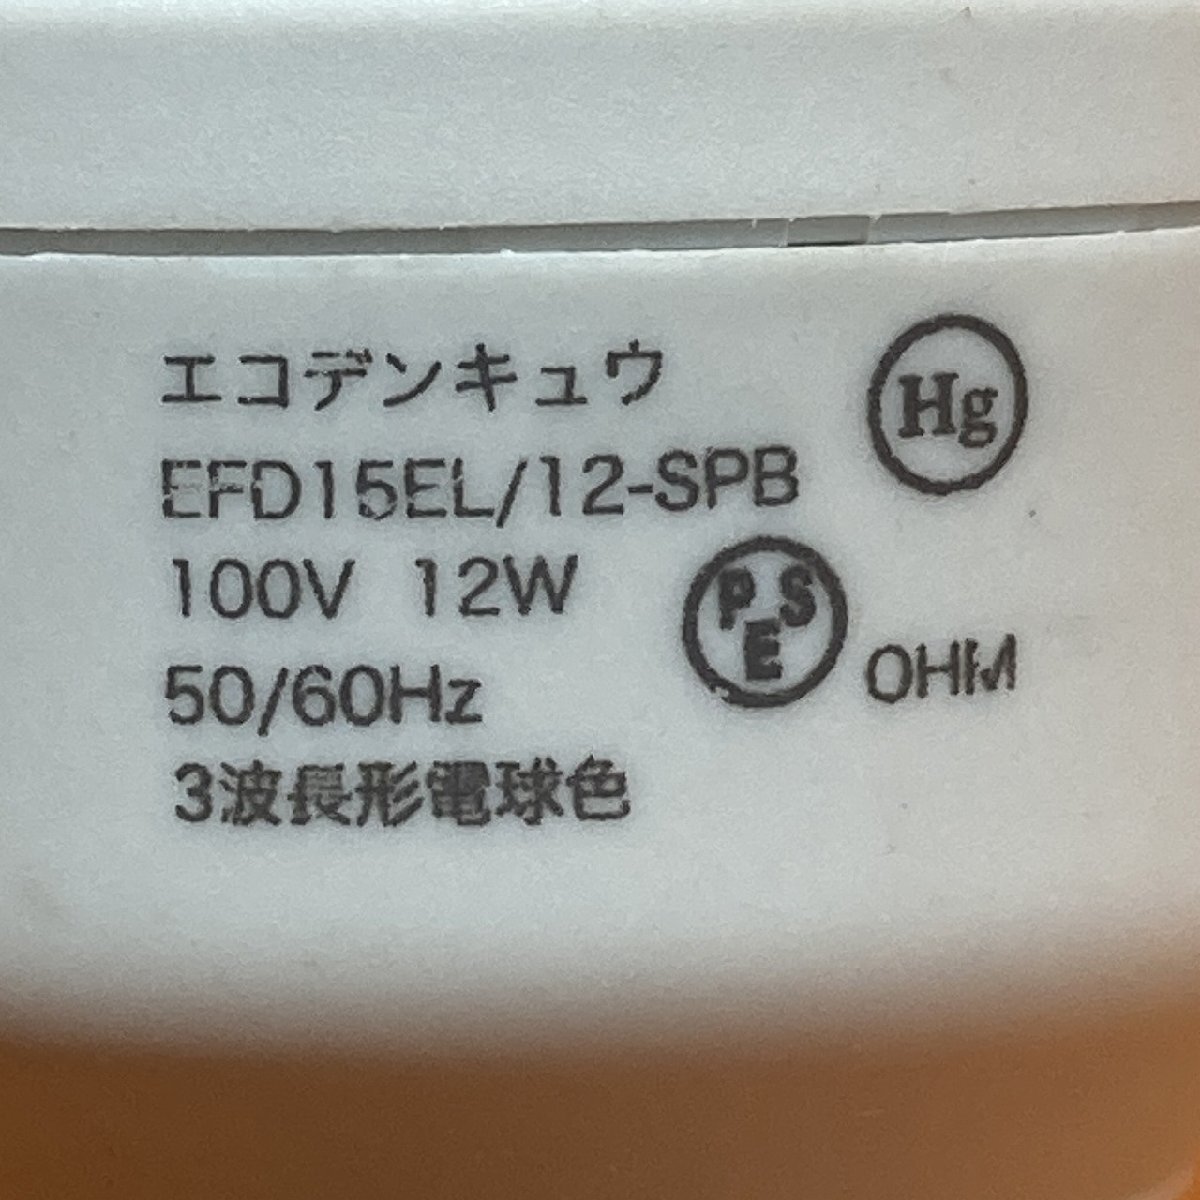 エコデンキュウ
Hg
EFD15EL/12-SPB
100V 12W
PSE
OHM
50/60Hz
3波長形電球色